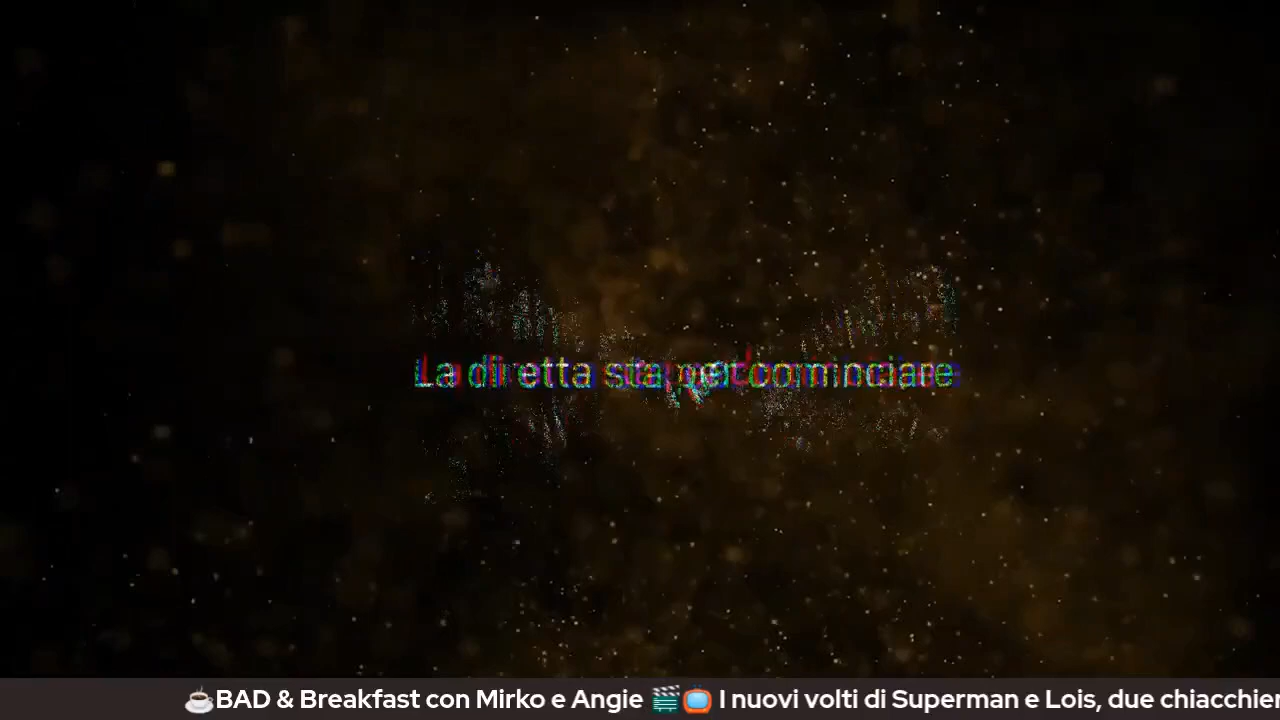 La diretta sta per cominciare
☕BAD & Breakfast con Mirko e Angie 🎬📺 I nuovi volti di Superman e Lois, due chiacchier